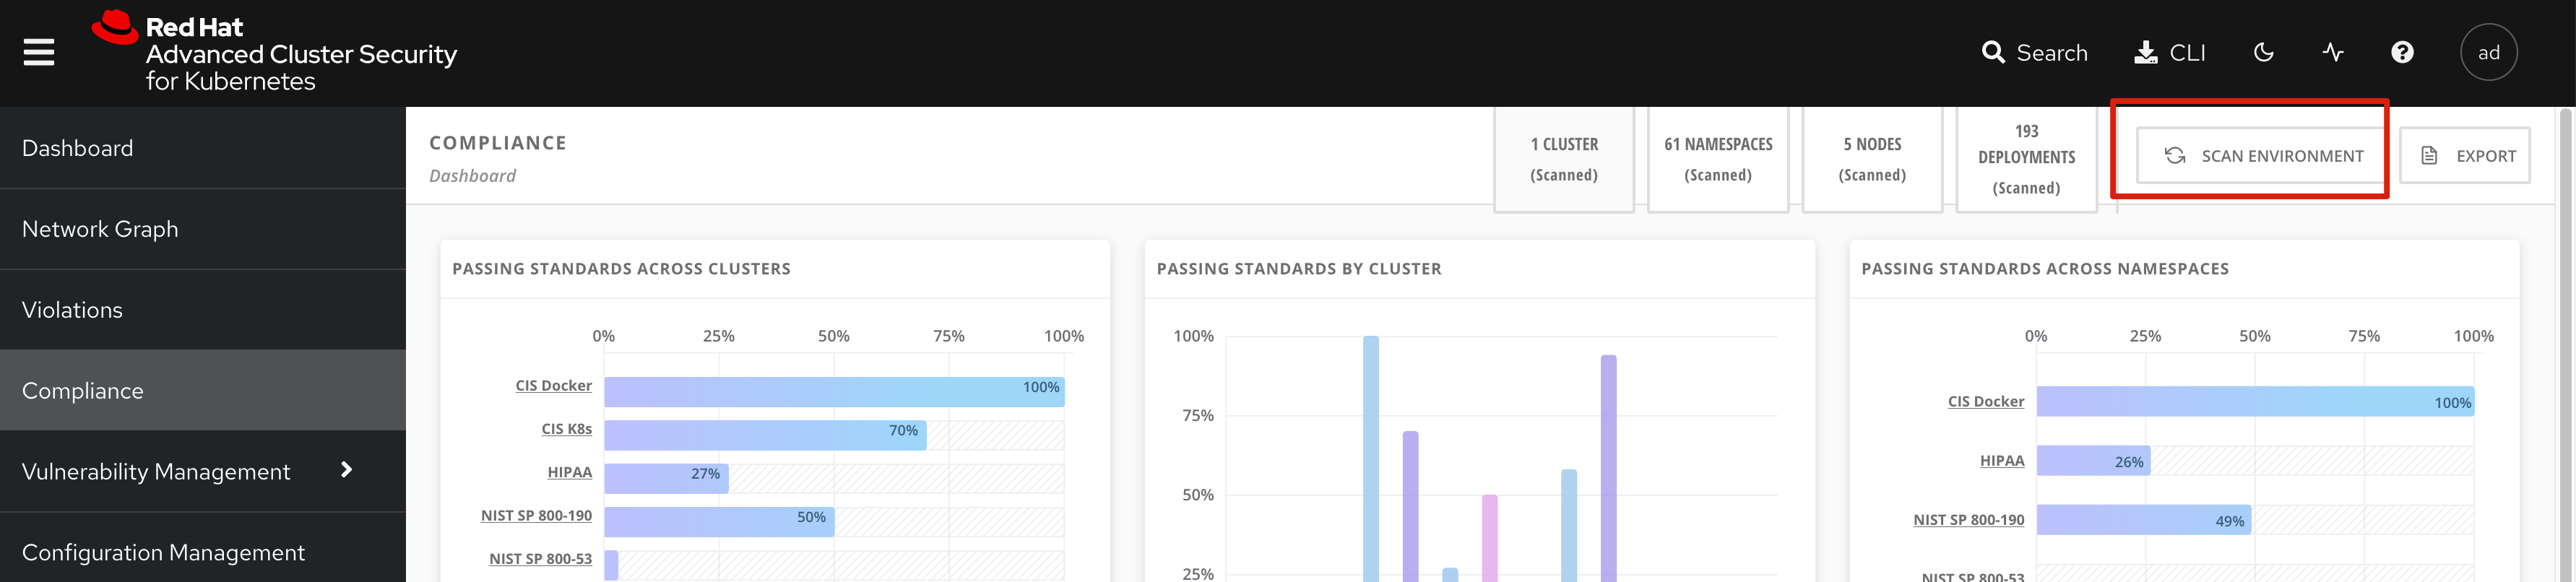 Red Hat
Advanced Cluster Security
for Kubernetes
Search
CLI
ad
Dashboard
Network Graph
Violations
Compliance
Vulnerability Management
Configuration Management
COMPLIANCE
Dashboard
1 CLUSTER
(Scanned)
61 NAMESPACES
(Scanned)
5 NODES
(Scanned)
193
DEPLOYMENTS
(Scanned)
SCAN ENVIRONMENT
EXPORT
PASSING STANDARDS ACROSS CLUSTERS
0% 25% 50% 75% 100%
CIS Docker 100%
CIS K8s 70%
HIPAA 27%
NIST SP 800-190 50%
NIST SP 800-53
PASSING STANDARDS BY CLUSTER
100%
75%
50%
25%
PASSING STANDARDS ACROSS NAMESPACES
0% 25% 50% 75% 100%
CIS Docker 100%
HIPAA 26%
NIST SP 800-190 49%
NIST SP 800-53